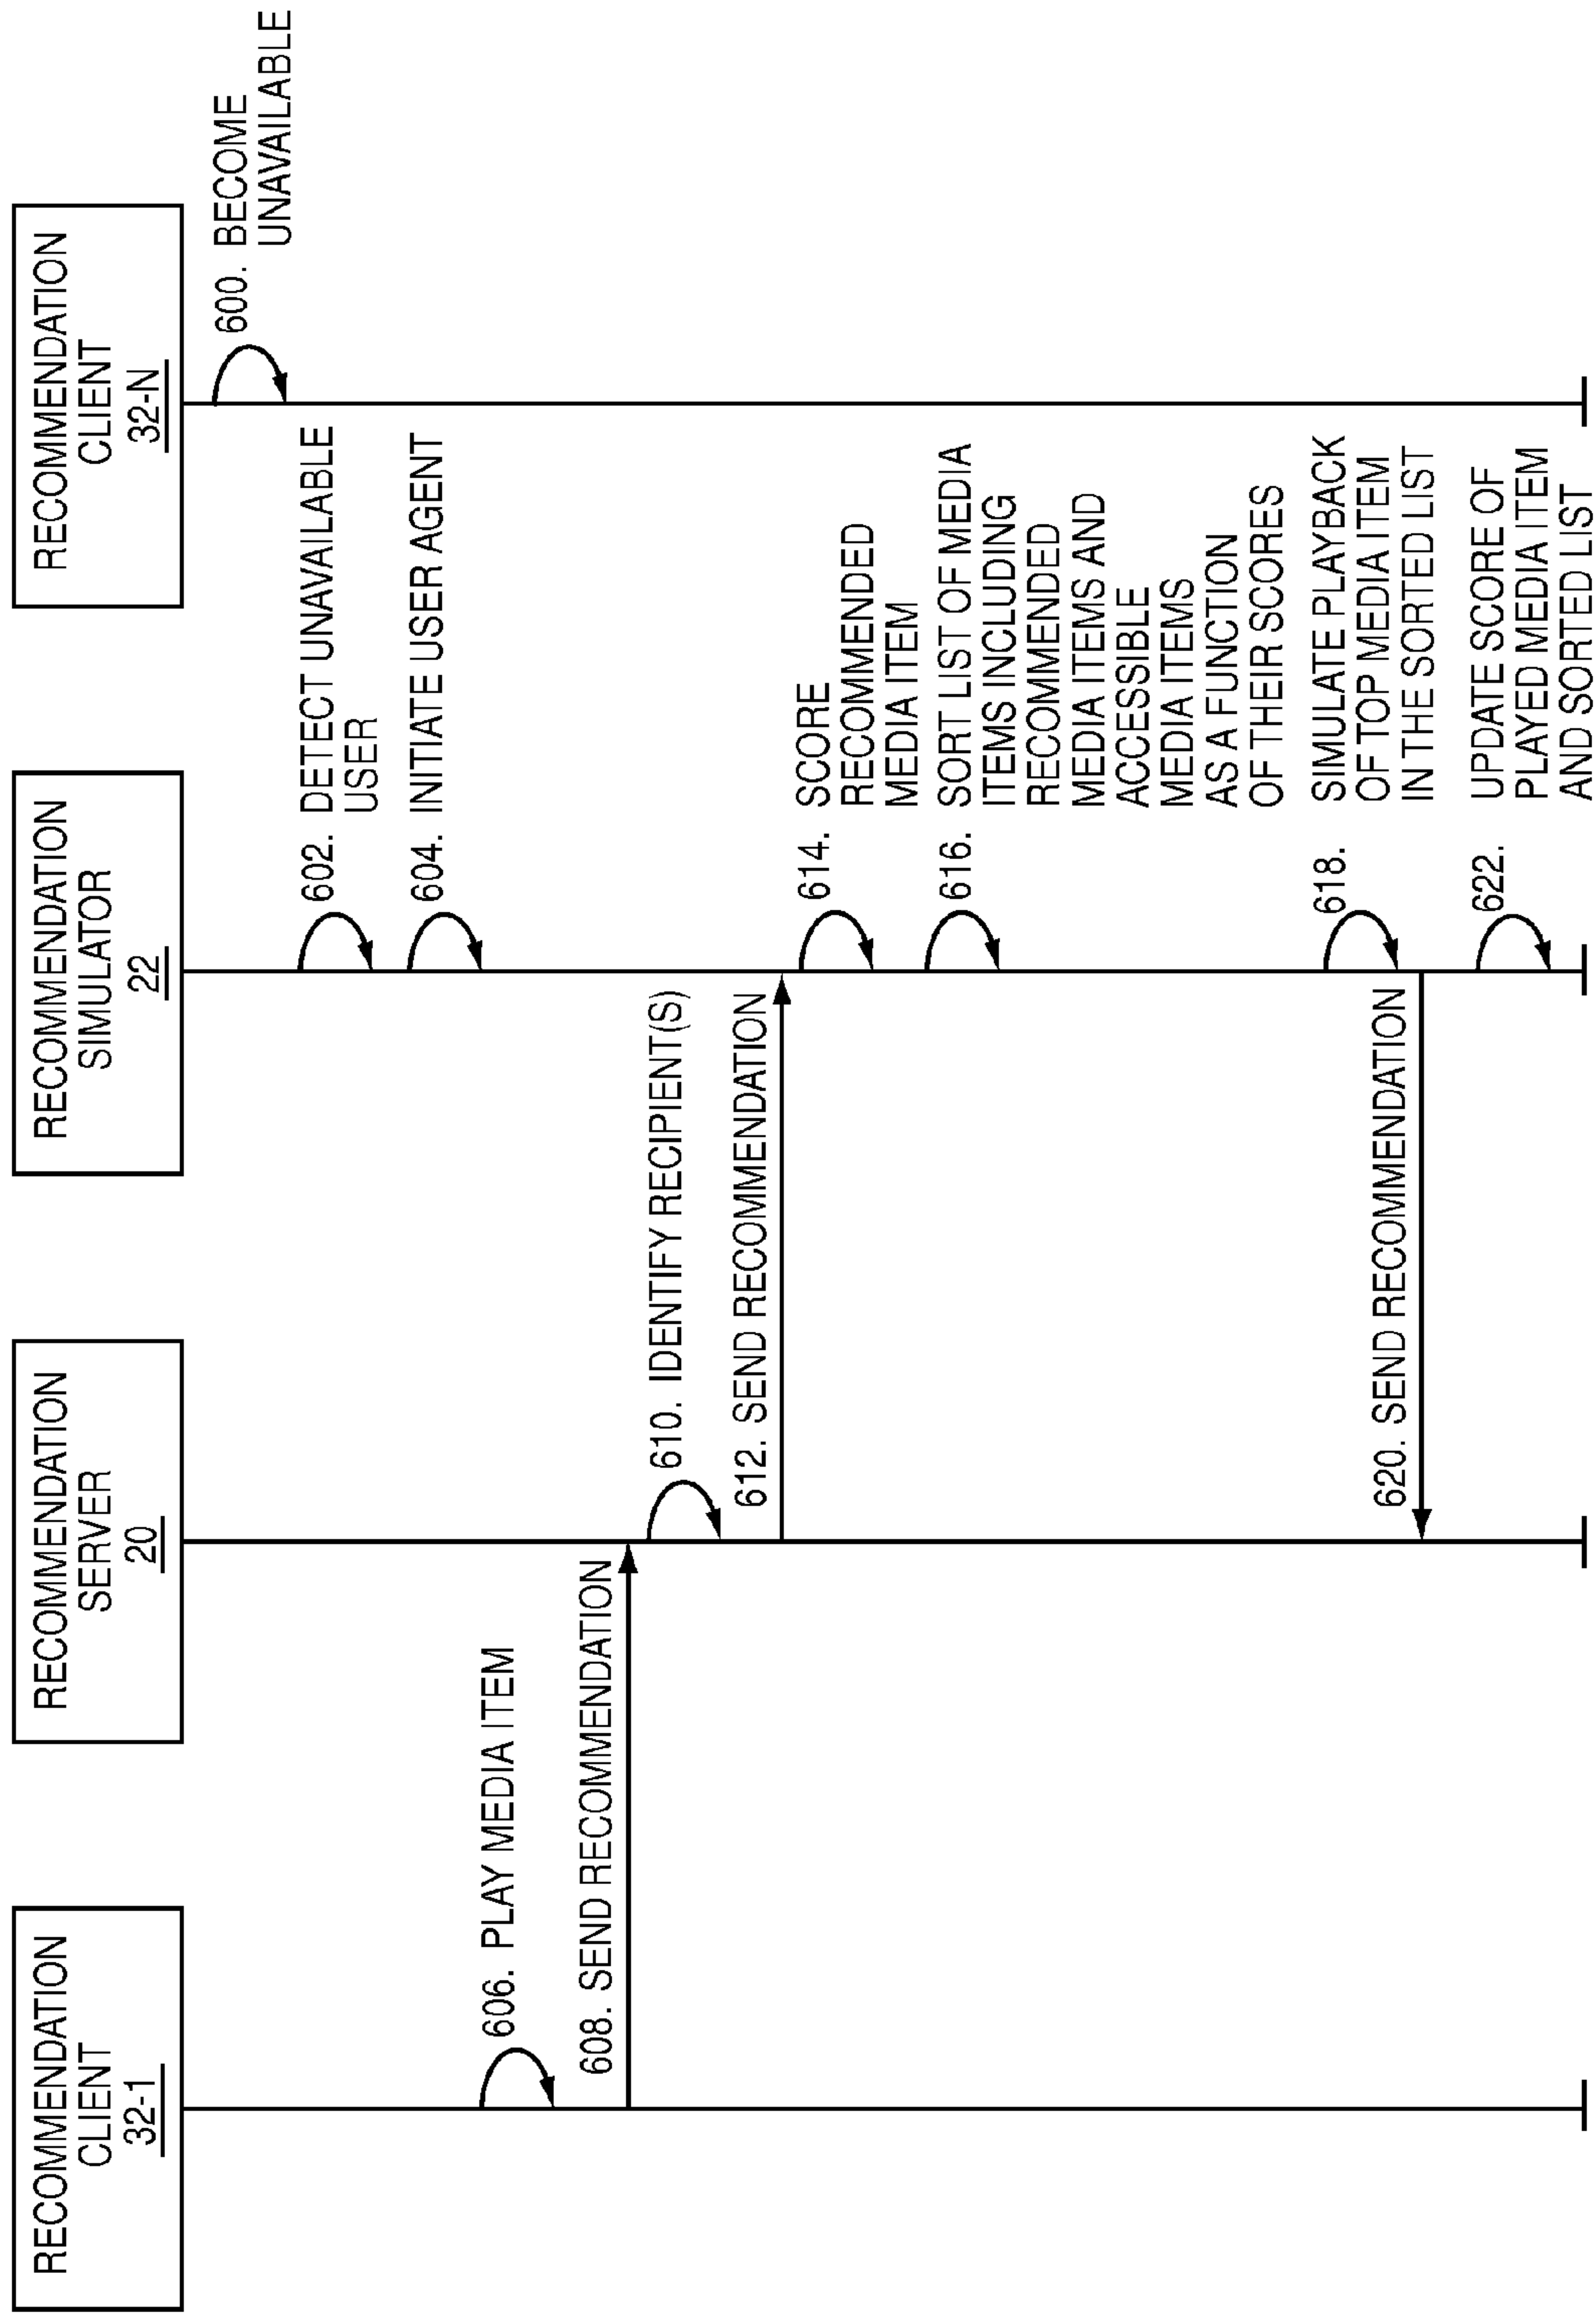 RECOMMENDATION
CLIENT
32-1
RECOMMENDATION
SERVER
20
RECOMMENDATION
SIMULATOR
22
RECOMMENDATION
CLIENT
32-N
600. BECOME
UNAVAILABLE
602. DETECT UNAVAILABLE
USER
604. INITIATE USER AGENT
606. PLAY MEDIA ITEM
608. SEND RECOMMENDATION
610. IDENTIFY RECIPIENT(S)
612. SEND RECOMMENDATION
614. SCORE
RECOMMENDED
MEDIA ITEM
616. SORT LIST OF MEDIA
ITEMS INCLUDING
RECOMMENDED
MEDIA ITEMS AND
ACCESSIBLE
MEDIA ITEMS
AS A FUNCTION
OF THEIR SCORES
618. SIMULATE PLAYBACK
OF TOP MEDIA ITEM
IN THE SORTED LIST
620. SEND RECOMMENDATION
622. UPDATE SCORE OF
PLAYED MEDIA ITEM
AND SORTED LIST